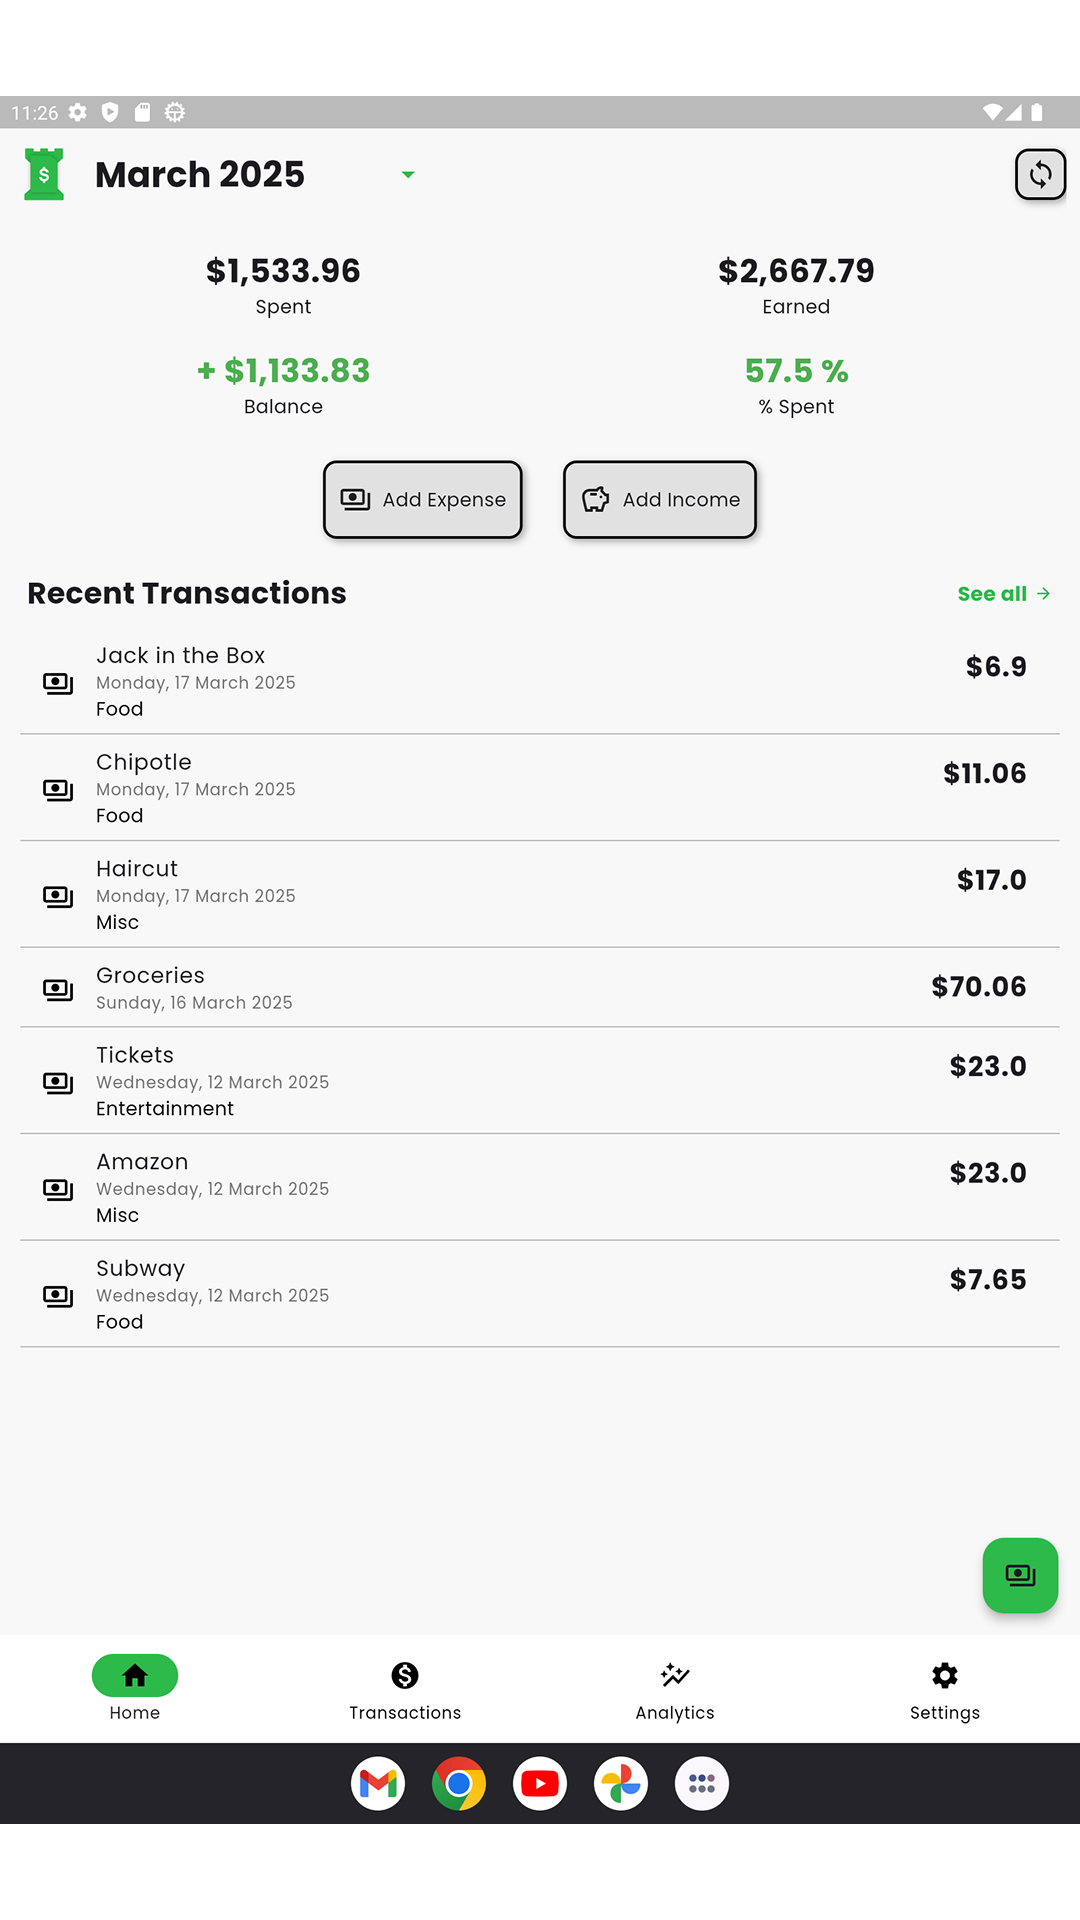 11:26
$ March 2025
$1,533.96
Spent
$2,667.79
Earned
+ $1,133.83
Balance
57.5 %
% Spent
Add Expense
Add Income
Recent Transactions
See all →
Jack in the Box
Monday, 17 March 2025
Food
$6.9
Chipotle
Monday, 17 March 2025
Food
$11.06
Haircut
Monday, 17 March 2025
Misc
$17.0
Groceries
Sunday, 16 March 2025
$70.06
Tickets
Wednesday, 12 March 2025
Entertainment
$23.0
Amazon
Wednesday, 12 March 2025
Misc
$23.0
Subway
Wednesday, 12 March 2025
Food
$7.65
Home
Transactions
Analytics
Settings